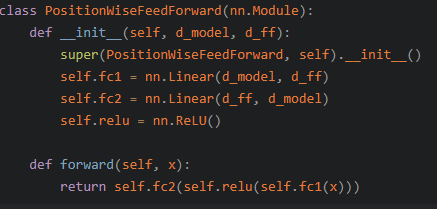 class PositionWiseFeedForward(nn.Module):
    def __init__(self, d_model, d_ff):
        super(PositionWiseFeedForward, self).__init__()
        self.fc1 = nn.Linear(d_model, d_ff)
        self.fc2 = nn.Linear(d_ff, d_model)
        self.relu = nn.ReLU()

    def forward(self, x):
        return self.fc2(self.relu(self.fc1(x)))